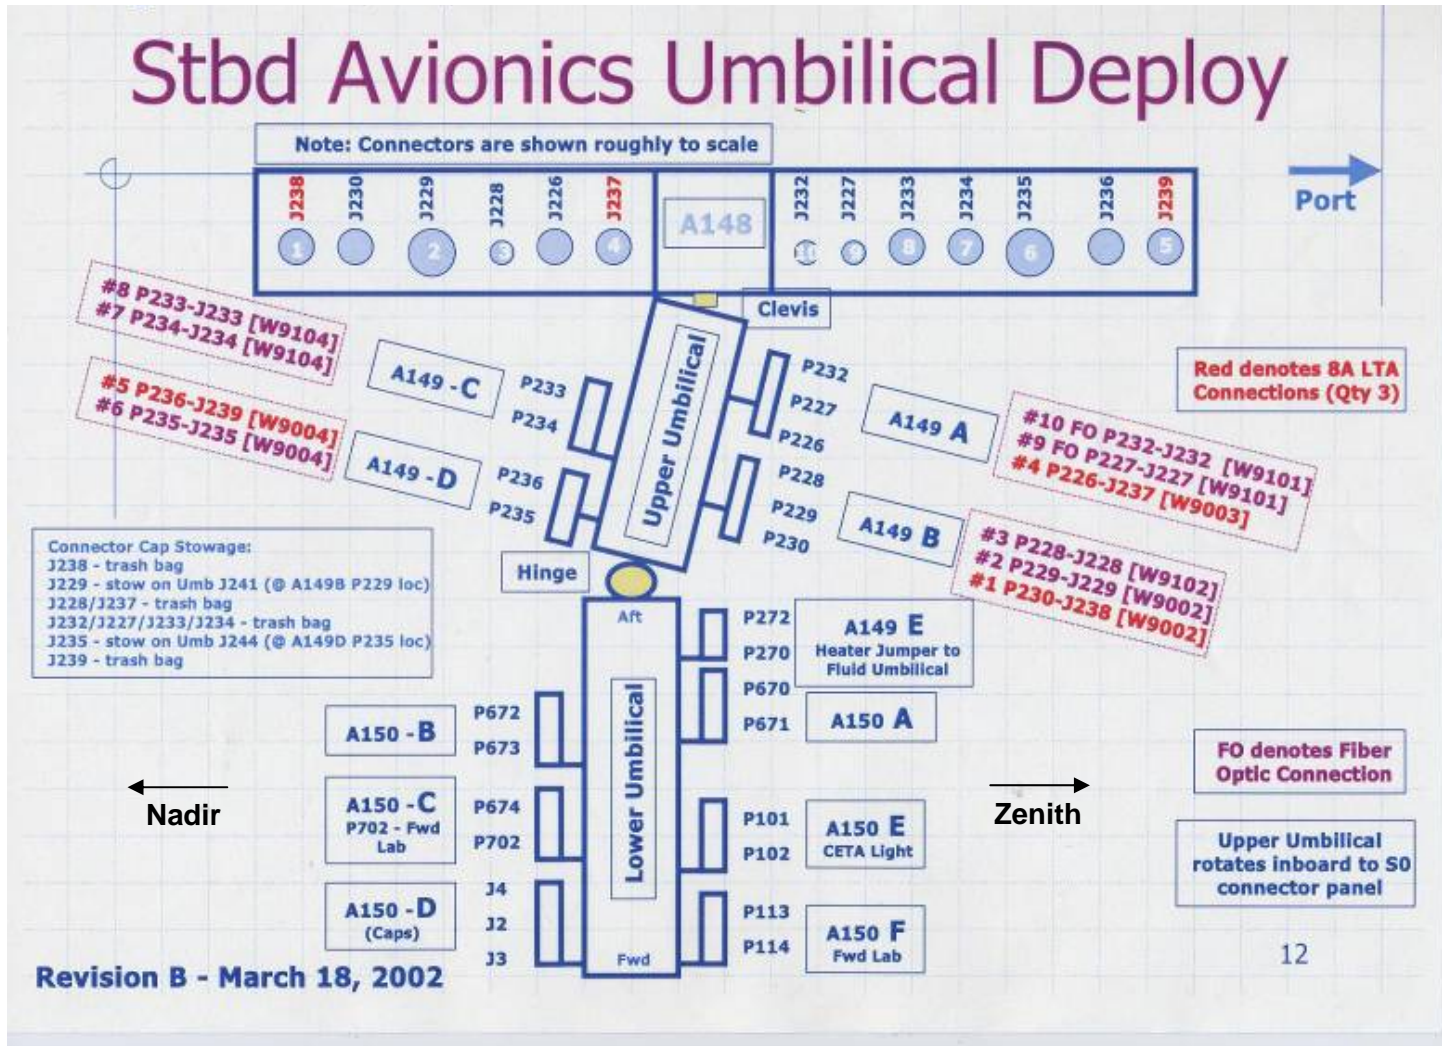 Stbd Avionics Umbilical Deploy
Note: Connectors are shown roughly to scale
J238 J230 J229 J228 J226 J237 A148 J232 J227 J233 J234 J235 J236 J239
1 2 3 4 10 9 8 7 6 5
Port
Clevis
#8 P233-J233 [W9104]
#7 P234-J234 [W9104]
#5 P236-J239 [W9004]
#6 P235-J235 [W9004]
A149 -C
P233
P234
A149 -D
P236
P235
Upper Umbilical
P232
P227
P226
A149 A
P228
P229
P230
A149 B
Red denotes 8A LTA
Connections (Qty 3)
#10 FO P232-J232 [W9101]
#9 FO P227-J227 [W9101]
#4 P226-J237 [W9003]
#3 P228-J228 [W9102]
#2 P229-J229 [W9002]
#1 P230-J238 [W9002]
Connector Cap Stowage:
J238 - trash bag
J229 - stow on Umb J241 (@ A149B P229 loc)
J228/J237 - trash bag
J232/J227/J233/J234 - trash bag
J235 - stow on Umb J244 (@ A149D P235 loc)
J239 - trash bag
Hinge
Aft
Lower Umbilical
Fwd
P272
P270
A149 E
Heater Jumper to
Fluid Umbilical
P670
P671
A150 A
A150 -B
P672
P673
A150 -C
P702 - Fwd
Lab
P674
P702
A150 -D
(Caps)
J4
J2
J3
P101
P102
A150 E
CETA Light
P113
P114
A150 F
Fwd Lab
Nadir
Zenith
FO denotes Fiber
Optic Connection
Upper Umbilical
rotates inboard to S0
connector panel
12
Revision B - March 18, 2002